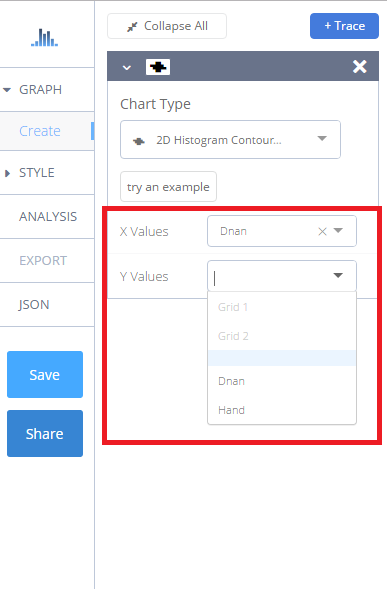 Collapse All
+ Trace
GRAPH
Create
STYLE
ANALYSIS
EXPORT
JSON
Save
Share
Chart Type
2D Histogram Contour...
try an example
X Values
Dnan
Y Values
Grid 1
Grid 2
Dnan
Hand